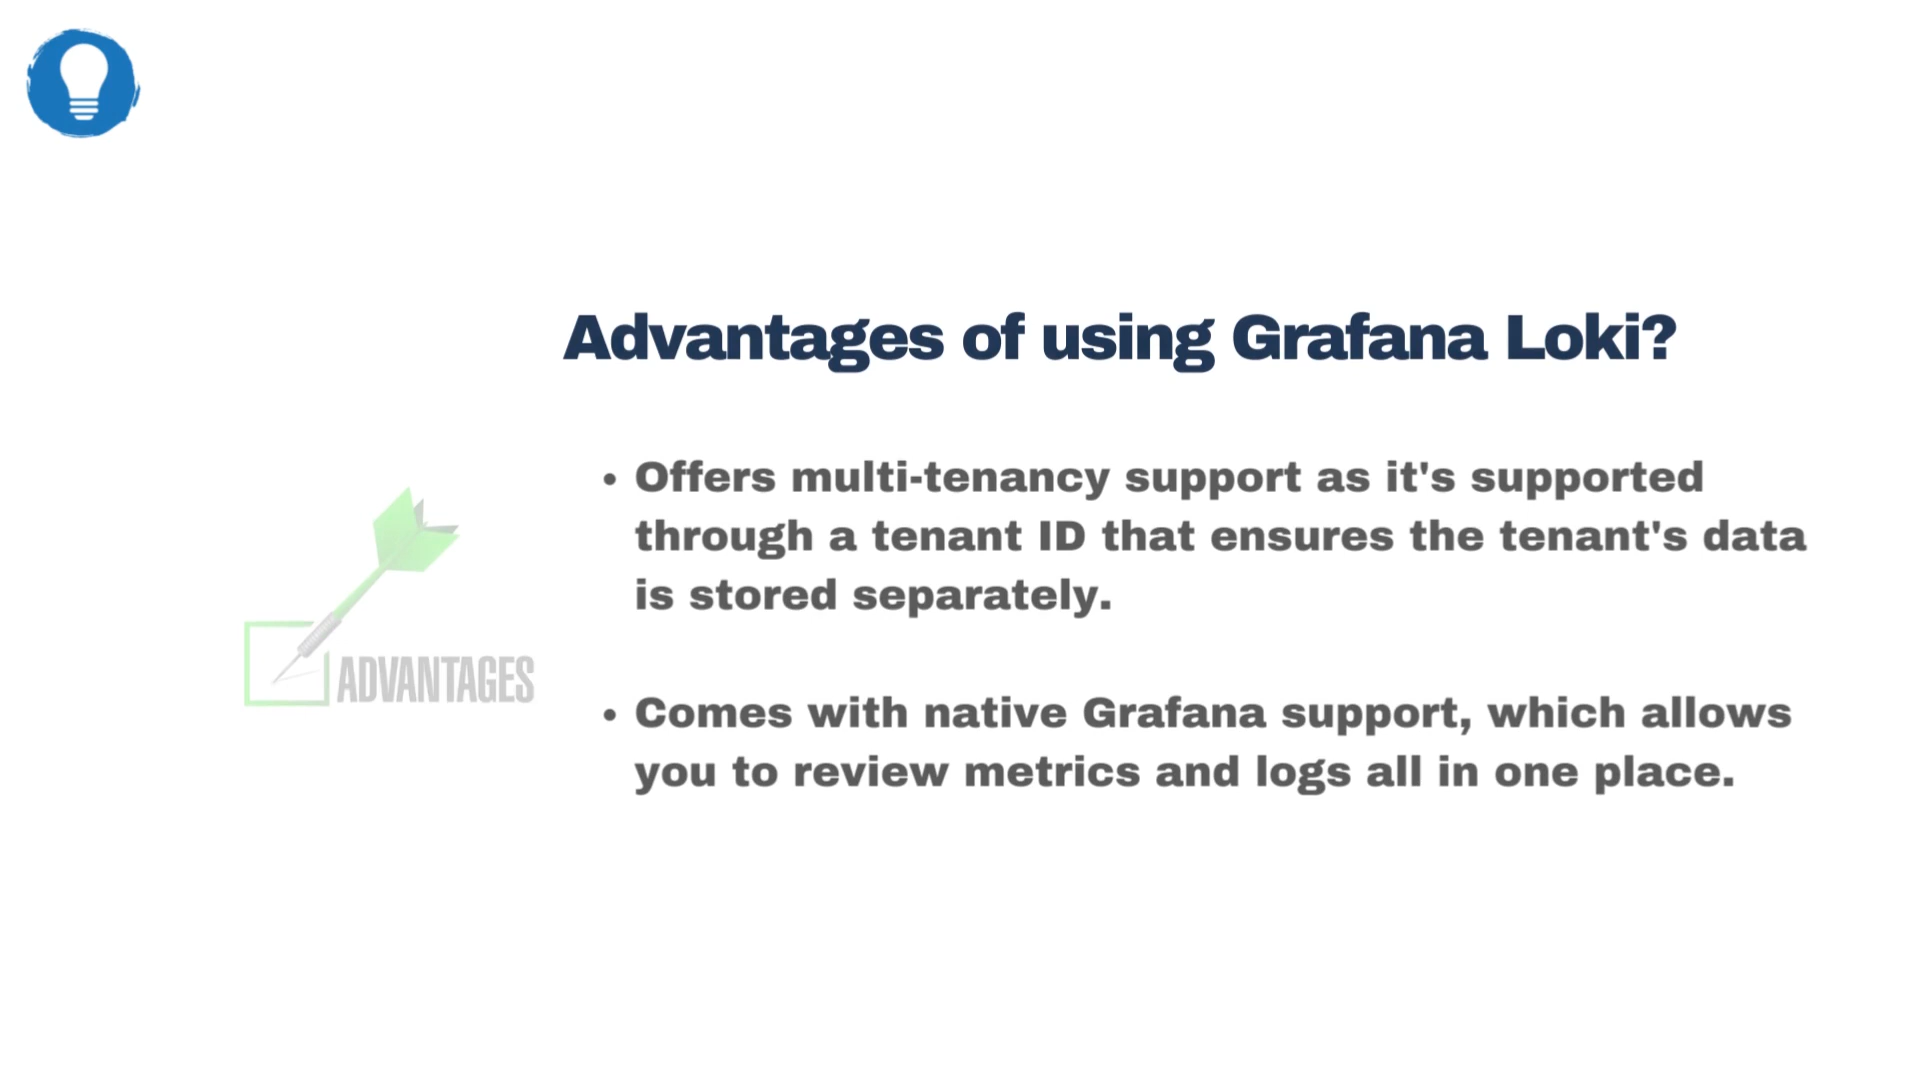 Advantages of using Grafana Loki?
• Offers multi-tenancy support as it's supported
through a tenant ID that ensures the tenant's data
is stored separately.
• Comes with native Grafana support, which allows
you to review metrics and logs all in one place.
ADVANTAGES